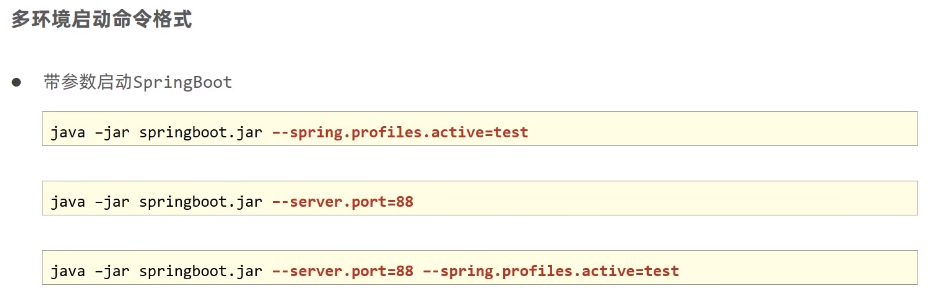 多环境启动命令格式
● 带参数启动SpringBoot
java –jar springboot.jar --spring.profiles.active=test
java –jar springboot.jar --server.port=88
java –jar springboot.jar --server.port=88 --spring.profiles.active=test